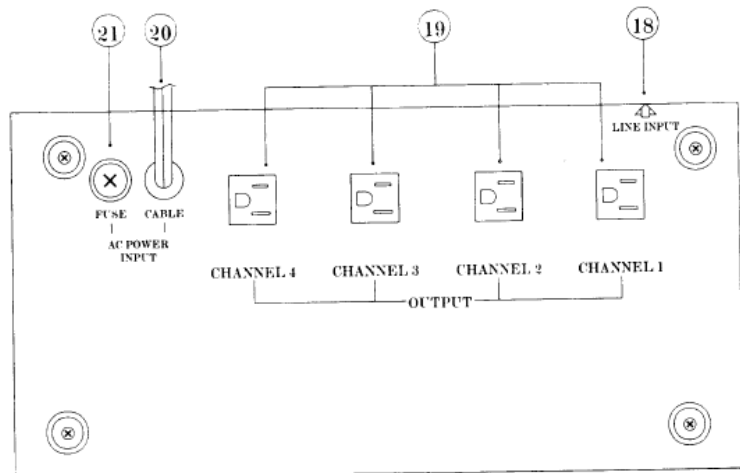 21
20
19
18
LINE INPUT
FUSE
CABLE
AC POWER
INPUT
CHANNEL 4
CHANNEL 3
CHANNEL 2
CHANNEL 1
OUTPUT